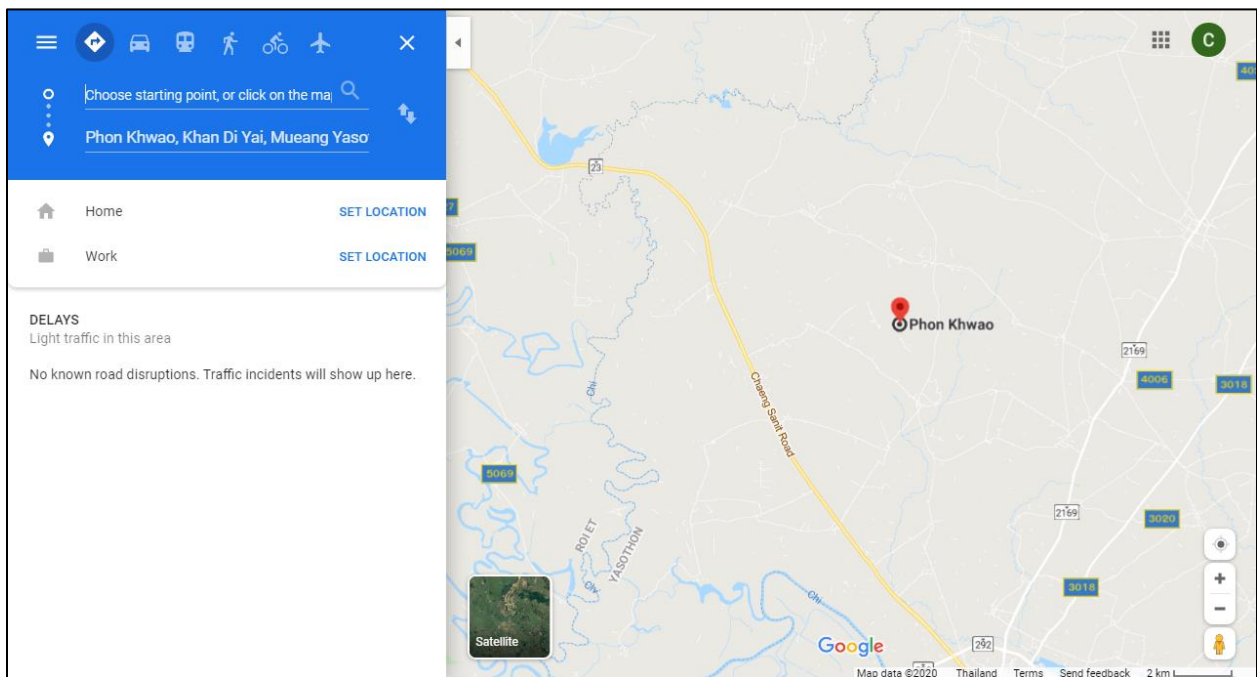 Choose starting point, or click on the ma
Phon Khwao, Khan Di Yai, Mueang Yaso
Home
SET LOCATION
Work
SET LOCATION
DELAYS
Light traffic in this area
No known road disruptions. Traffic incidents will show up here.
C
23
5069
Phon Khwao
2169
4006
3018
Chi
Chaeng Sanit Road
5069
2169
3020
ROI ET
YASOTHON
Chi
3018
Chi
Satellite
Google
292
Map data ©2020
Thailand
Terms
Send feedback
2 km